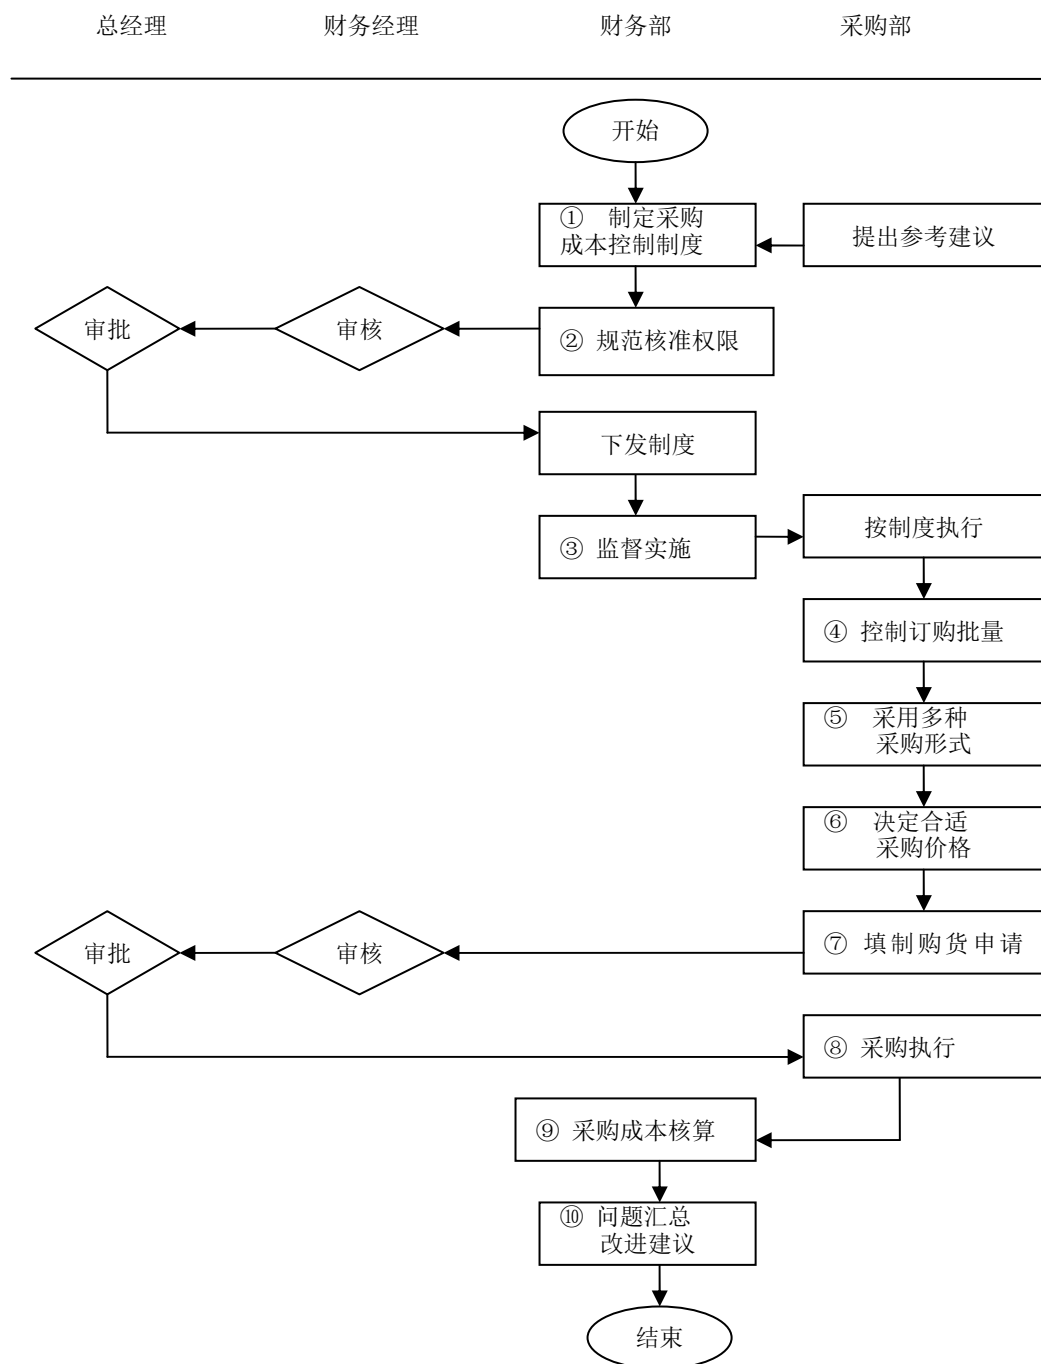 总经理
财务经理
财务部
采购部
开始
① 制定采购
成本控制制度
提出参考建议
审批
审核
② 规范核准权限
下发制度
③ 监督实施
按制度执行
④ 控制订购批量
⑤ 采用多种
采购形式
⑥ 决定合适
采购价格
审批
审核
⑦ 填制购货申请
⑧ 采购执行
⑨ 采购成本核算
⑩ 问题汇总
改进建议
结束